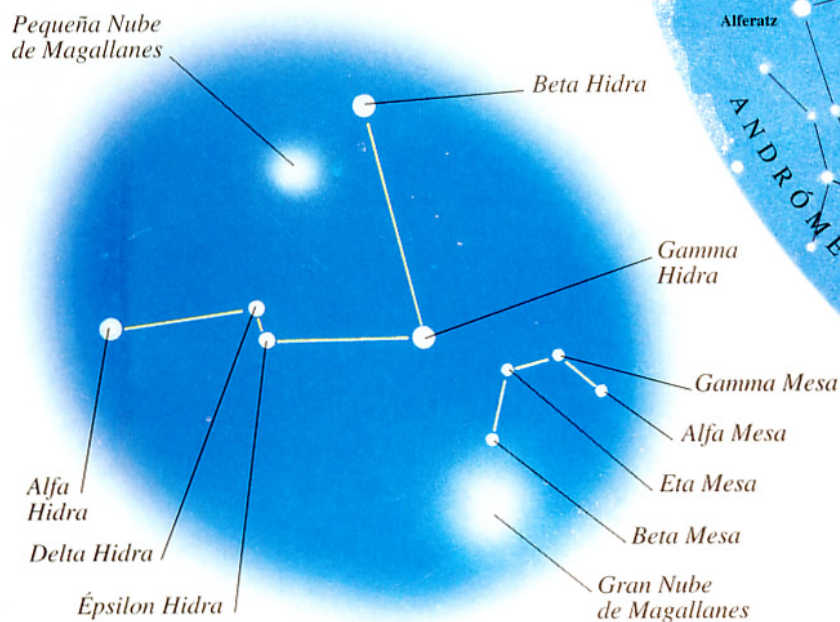 Pequeña Nube
de Magallanes
Beta Hidra
Alferatz
ANDRÓME
Gamma
Hidra
Gamma Mesa
Alfa Mesa
Eta Mesa
Beta Mesa
Gran Nube
de Magallanes
Alfa
Hidra
Delta Hidra
Épsilon Hidra